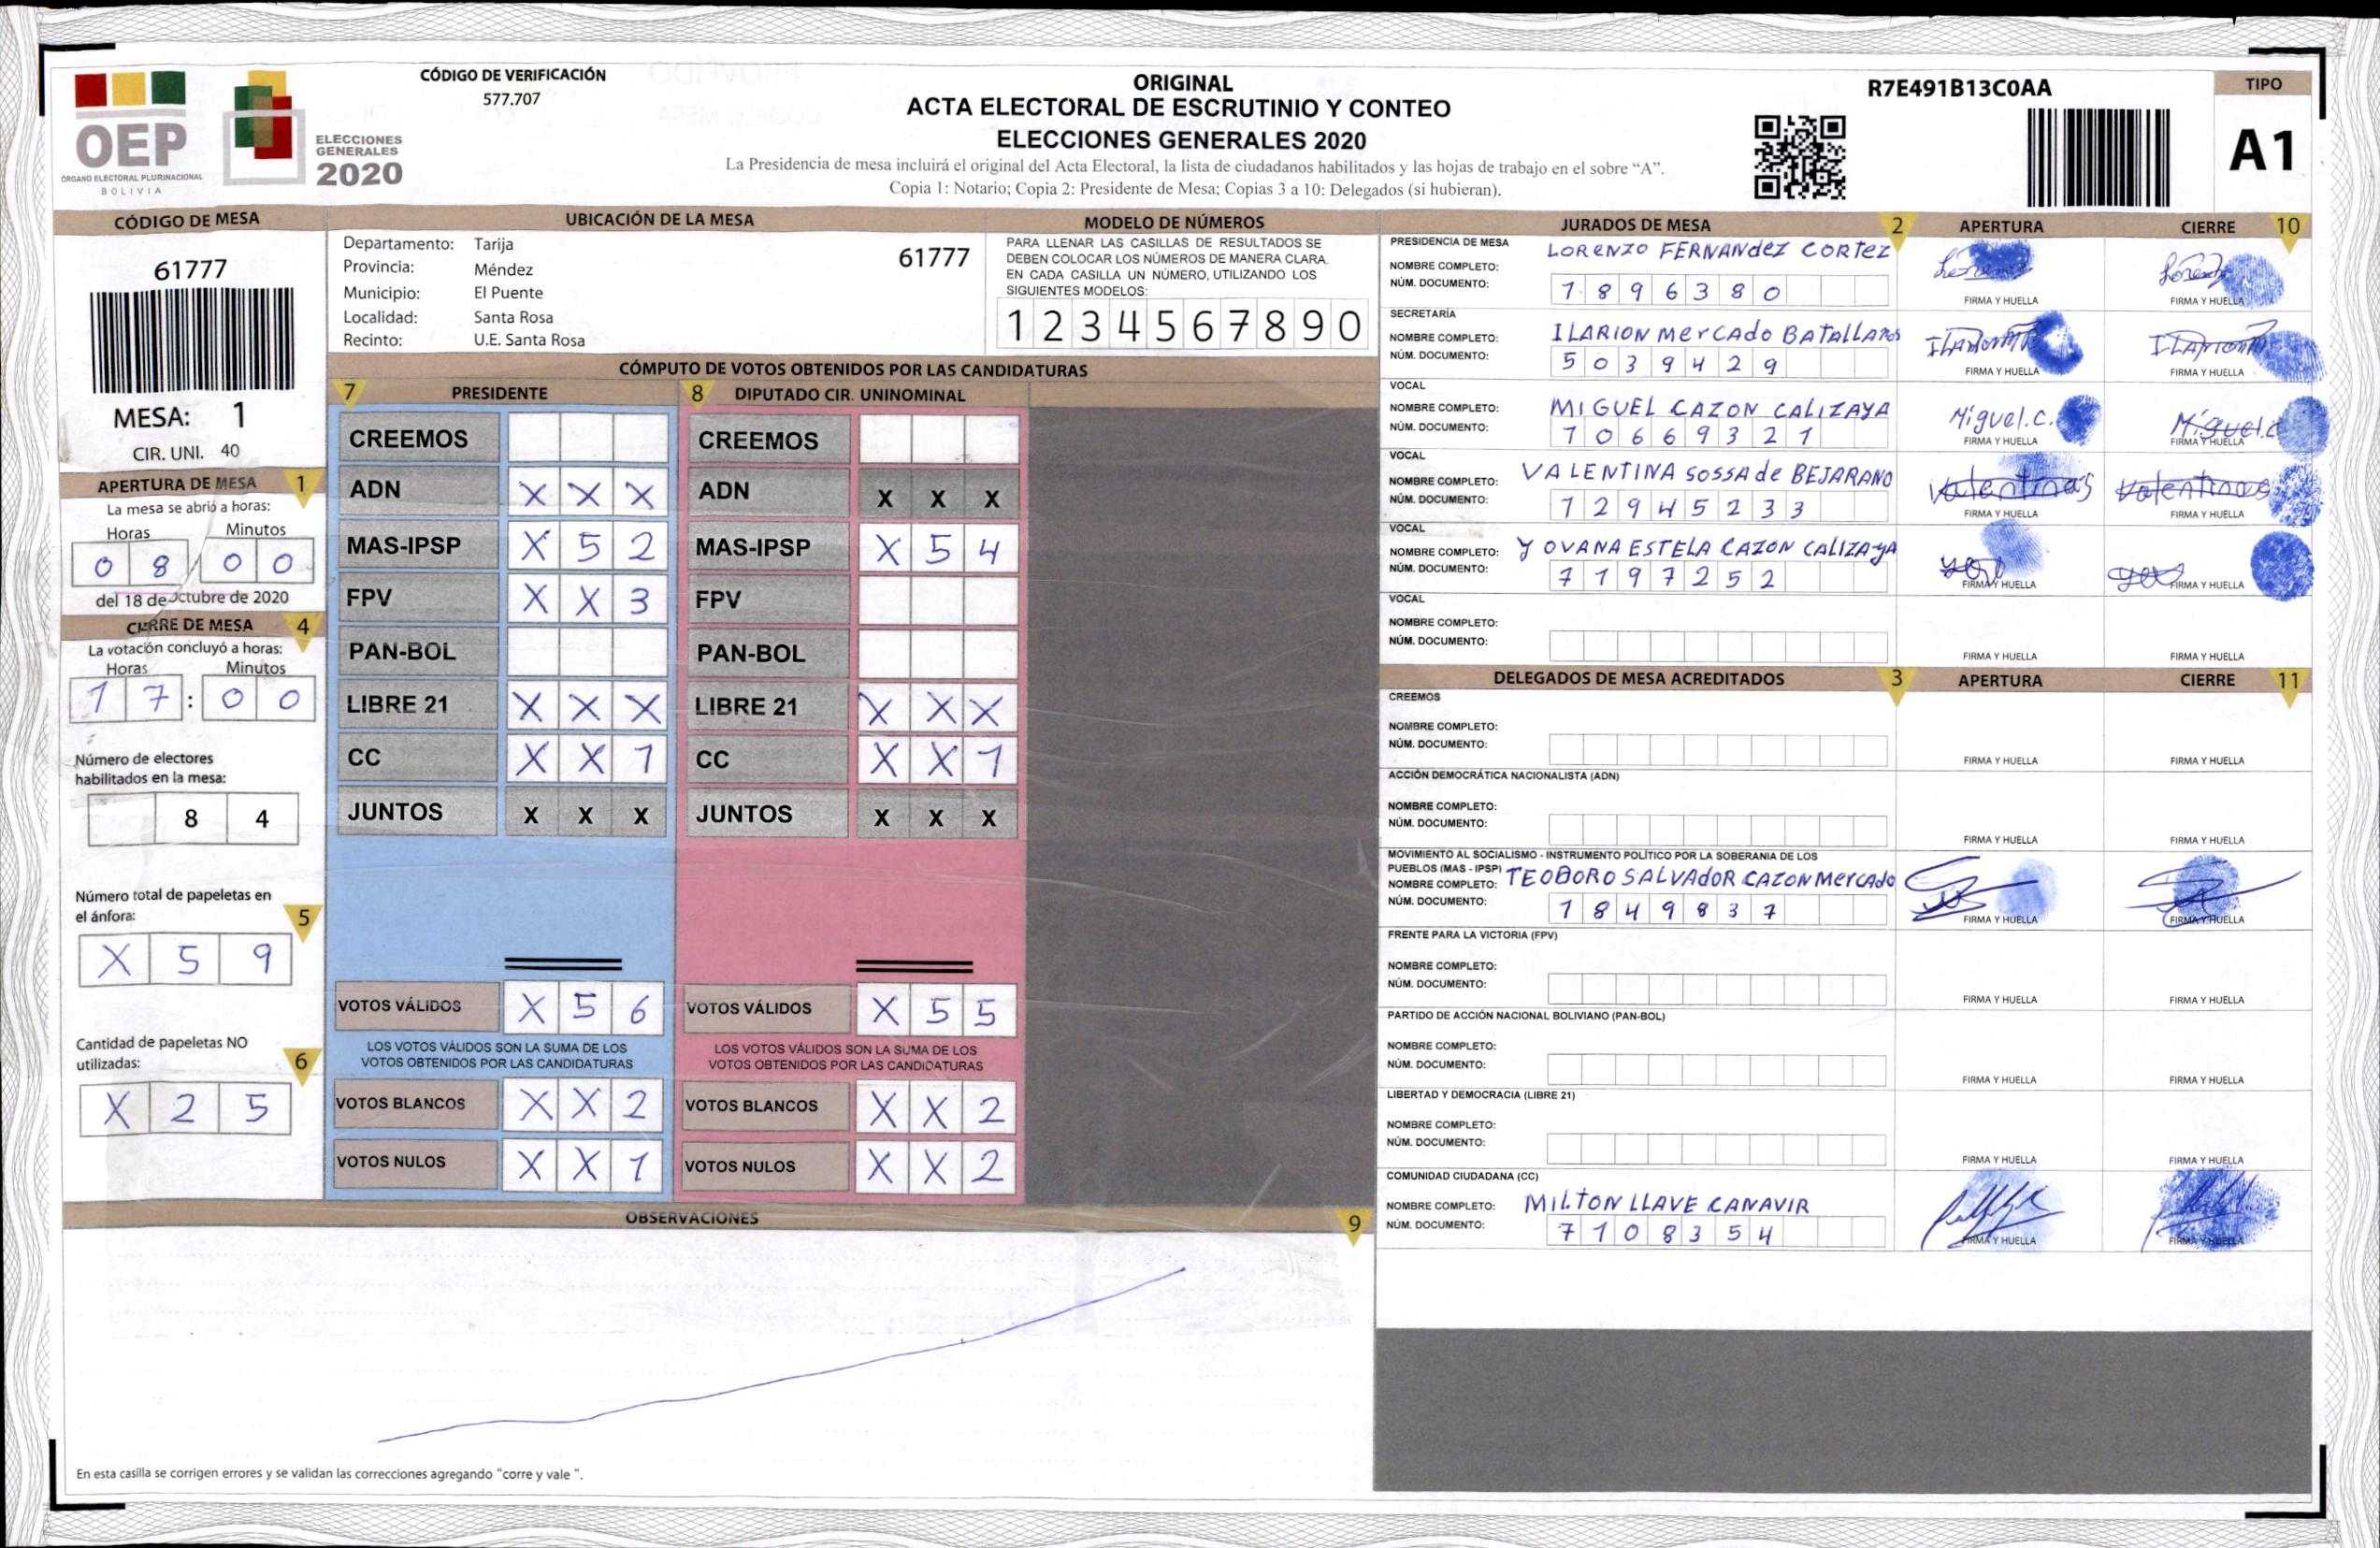 OEP
ÓRGANO ELECTORAL PLURINACIONAL
BOLIVIA
ELECCIONES
GENERALES
2020
CÓDIGO DE VERIFICACIÓN
577.707
ORIGINAL
ACTA ELECTORAL DE ESCRUTINIO Y CONTEO
ELECCIONES GENERALES 2020
La Presidencia de mesa incluirá el original del Acta Electoral, la lista de ciudadanos habilitados y las hojas de trabajo en el sobre “A”.
Copia 1: Notario; Copia 2: Presidente de Mesa; Copias 3 a 10: Delegados (si hubieran).
R7E491B13C0AA
TIPO
A1
CÓDIGO DE MESA
61777
MESA: 1
CIR. UNI. 40
APERTURA DE MESA 1
La mesa se abrió a horas:
Horas Minutos
0 8 0 0
del 18 de octubre de 2020
CIERRE DE MESA 4
La votación concluyó a horas:
Horas Minutos
1 7 : 0 0
Número de electores
habilitados en la mesa:
8 4
Número total de papeletas en
el ánfora: 5
X 5 9
Cantidad de papeletas NO
utilizadas: 6
X 2 5
UBICACIÓN DE LA MESA
Departamento: Tarija 61777
Provincia: Méndez
Municipio: El Puente
Localidad: Santa Rosa
Recinto: U.E. Santa Rosa
MODELO DE NÚMEROS
PARA LLENAR LAS CASILLAS DE RESULTADOS SE
DEBEN COLOCAR LOS NÚMEROS DE MANERA CLARA.
EN CADA CASILLA UN NÚMERO, UTILIZANDO LOS
SIGUIENTES MODELOS:
1 2 3 4 5 6 7 8 9 0
CÓMPUTO DE VOTOS OBTENIDOS POR LAS CANDIDATURAS
7 PRESIDENTE
CREEMOS
ADN X X X
MAS-IPSP X 5 2
FPV X X 3
PAN-BOL
LIBRE 21 X X X
CC X X 1
JUNTOS X X X
VOTOS VÁLIDOS X 5 6
LOS VOTOS VÁLIDOS SON LA SUMA DE LOS
VOTOS OBTENIDOS POR LAS CANDIDATURAS
VOTOS BLANCOS X X 2
VOTOS NULOS X X 1
8 DIPUTADO CIR. UNINOMINAL
CREEMOS
ADN X X X
MAS-IPSP X 5 4
FPV
PAN-BOL
LIBRE 21 X X X
CC X X 1
JUNTOS X X X
VOTOS VÁLIDOS X 5 5
LOS VOTOS VÁLIDOS SON LA SUMA DE LOS
VOTOS OBTENIDOS POR LAS CANDIDATURAS
VOTOS BLANCOS X X 2
VOTOS NULOS X X 2
OBSERVACIONES 9
En esta casilla se corrigen errores y se validan las correcciones agregando "corre y vale ".
JURADOS DE MESA 2 APERTURA CIERRE 10
PRESIDENCIA DE MESA
NOMBRE COMPLETO: LORENZO FERNANdEZ CORTEZ
NÚM. DOCUMENTO: 1 8 9 6 3 8 0
FIRMA Y HUELLA FIRMA Y HUELLA
SECRETARÍA
NOMBRE COMPLETO: ILARION MerCAdo BATALLANOS
NÚM. DOCUMENTO: 5 0 3 9 4 2 9
FIRMA Y HUELLA FIRMA Y HUELLA
VOCAL
NOMBRE COMPLETO: MIGUEL CAZON CALIZAYA Miguel.c. Miguel.c
NÚM. DOCUMENTO: 1 0 6 6 9 3 2 1
FIRMA Y HUELLA FIRMA Y HUELLA
VOCAL
NOMBRE COMPLETO: VALENTINA SOSSA de BEJARANO Valentinas Valentinas
NÚM. DOCUMENTO: 1 2 9 4 5 2 3 3
FIRMA Y HUELLA FIRMA Y HUELLA
VOCAL
NOMBRE COMPLETO: YOVANA ESTELA CAZON CALIZAYA
NÚM. DOCUMENTO: 7 1 9 7 2 5 2
FIRMA Y HUELLA FIRMA Y HUELLA
VOCAL
NOMBRE COMPLETO:
NÚM. DOCUMENTO:
FIRMA Y HUELLA FIRMA Y HUELLA
DELEGADOS DE MESA ACREDITADOS 3 APERTURA CIERRE 11
CREEMOS
NOMBRE COMPLETO:
NÚM. DOCUMENTO:
FIRMA Y HUELLA FIRMA Y HUELLA
ACCIÓN DEMOCRÁTICA NACIONALISTA (ADN)
NOMBRE COMPLETO:
NÚM. DOCUMENTO:
FIRMA Y HUELLA FIRMA Y HUELLA
MOVIMIENTO AL SOCIALISMO - INSTRUMENTO POLÍTICO POR LA SOBERANIA DE LOS
PUEBLOS (MAS - IPSP)
NOMBRE COMPLETO: TEODORO SALVADOR CAZON MerCAdo
NÚM. DOCUMENTO: 1 8 4 9 8 3 7
FIRMA Y HUELLA FIRMA Y HUELLA
FRENTE PARA LA VICTORIA (FPV)
NOMBRE COMPLETO:
NÚM. DOCUMENTO:
FIRMA Y HUELLA FIRMA Y HUELLA
PARTIDO DE ACCIÓN NACIONAL BOLIVIANO (PAN-BOL)
NOMBRE COMPLETO:
NÚM. DOCUMENTO:
FIRMA Y HUELLA FIRMA Y HUELLA
LIBERTAD Y DEMOCRACIA (LIBRE 21)
NOMBRE COMPLETO:
NÚM. DOCUMENTO:
FIRMA Y HUELLA FIRMA Y HUELLA
COMUNIDAD CIUDADANA (CC)
NOMBRE COMPLETO: MILTON LLAVE CANAVIR
NÚM. DOCUMENTO: 7 1 0 8 3 5 4
FIRMA Y HUELLA FIRMA Y HUELLA